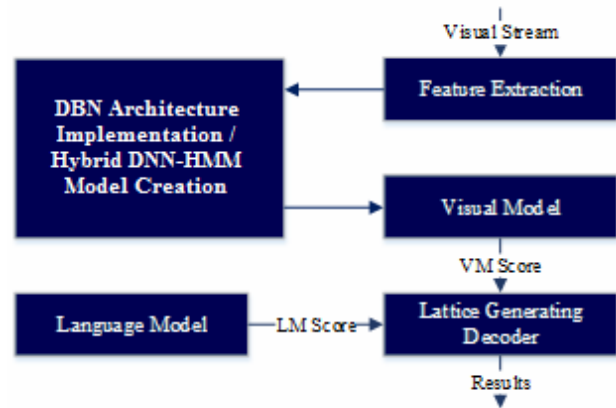 Visual Stream
DBN Architecture
Implementation /
Hybrid DNN-HMM
Model Creation
Feature Extraction
Visual Model
VM Score
Language Model
LM Score
Lattice Generating
Decoder
Results